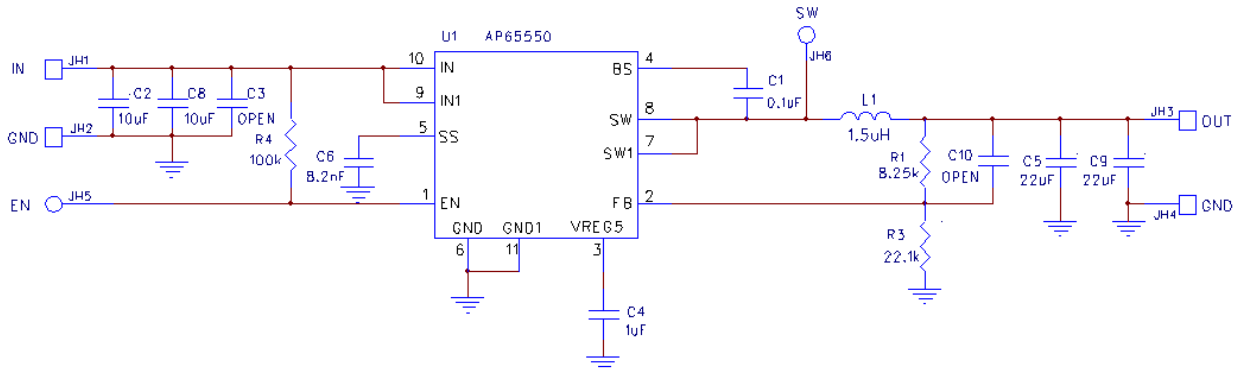 SW
JH6
U1 AP65550
IN JH1
10 IN
BS 4
C2
10uF
C8
10uF
C3
OPEN
9 IN1
C1
0.1uF
GND JH2
R4
100k
5 SS
SW 8
L1
1.5uH
JH3 OUT
C6
8.2nF
SW1 7
R1
8.25k
C10
OPEN
C5
22uF
C9
22uF
EN JH5
1 EN
FB 2
JH4 GND
GND GND1 VREG5
6 11 3
R3
22.1k
C4
1uF